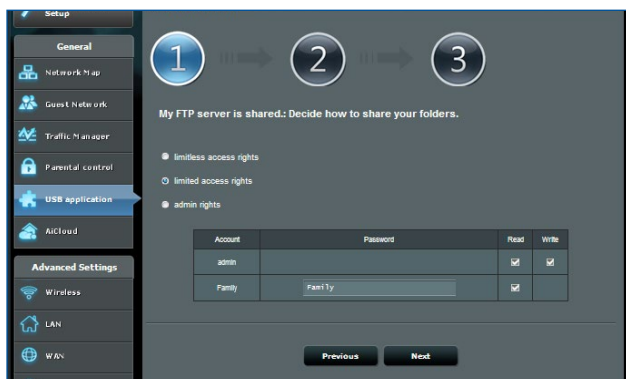 Setup
General
Network Map
Guest Network
Traffic Manager
Parental control
USB application
AiCloud
Advanced Settings
Wireless
LAN
WAN
1 2 3
My FTP server is shared.: Decide how to share your folders.
limitless access rights
limited access rights
admin rights
Account Password Read Write
admin
Family Family
Previous Next